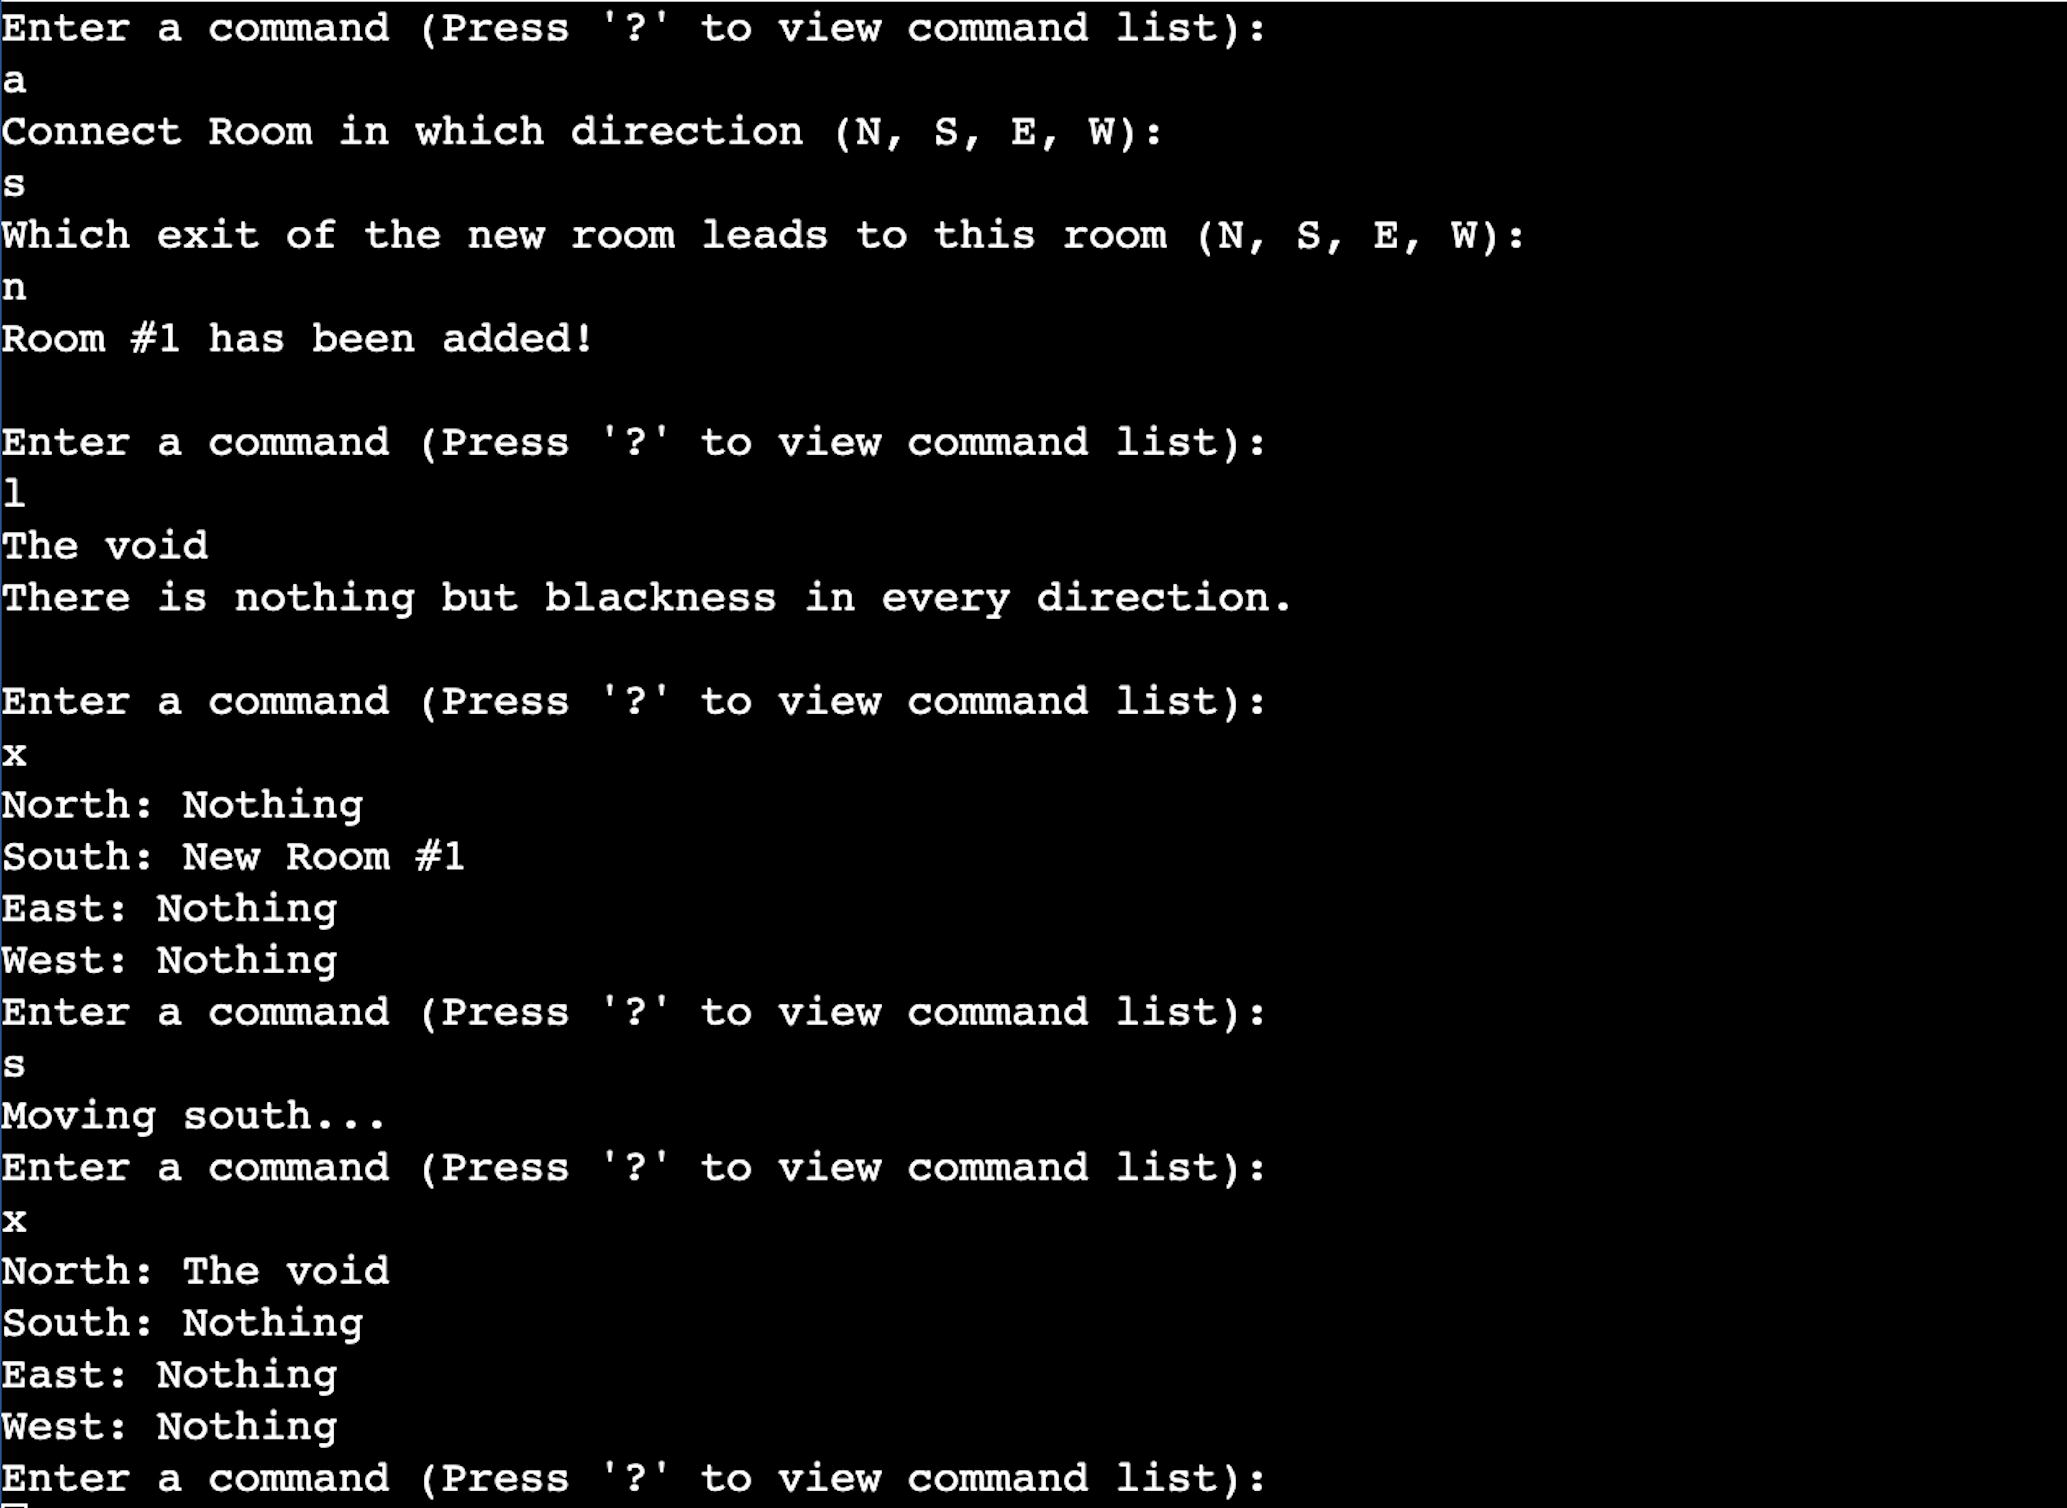 Enter a command (Press '?' to view command list):
a
Connect Room in which direction (N, S, E, W):
s
Which exit of the new room leads to this room (N, S, E, W):
n
Room #1 has been added!
Enter a command (Press '?' to view command list):
l
The void
There is nothing but blackness in every direction.
Enter a command (Press '?' to view command list):
x
North: Nothing
South: New Room #1
East: Nothing
West: Nothing
Enter a command (Press '?' to view command list):
s
Moving south...
Enter a command (Press '?' to view command list):
x
North: The void
South: Nothing
East: Nothing
West: Nothing
Enter a command (Press '?' to view command list):